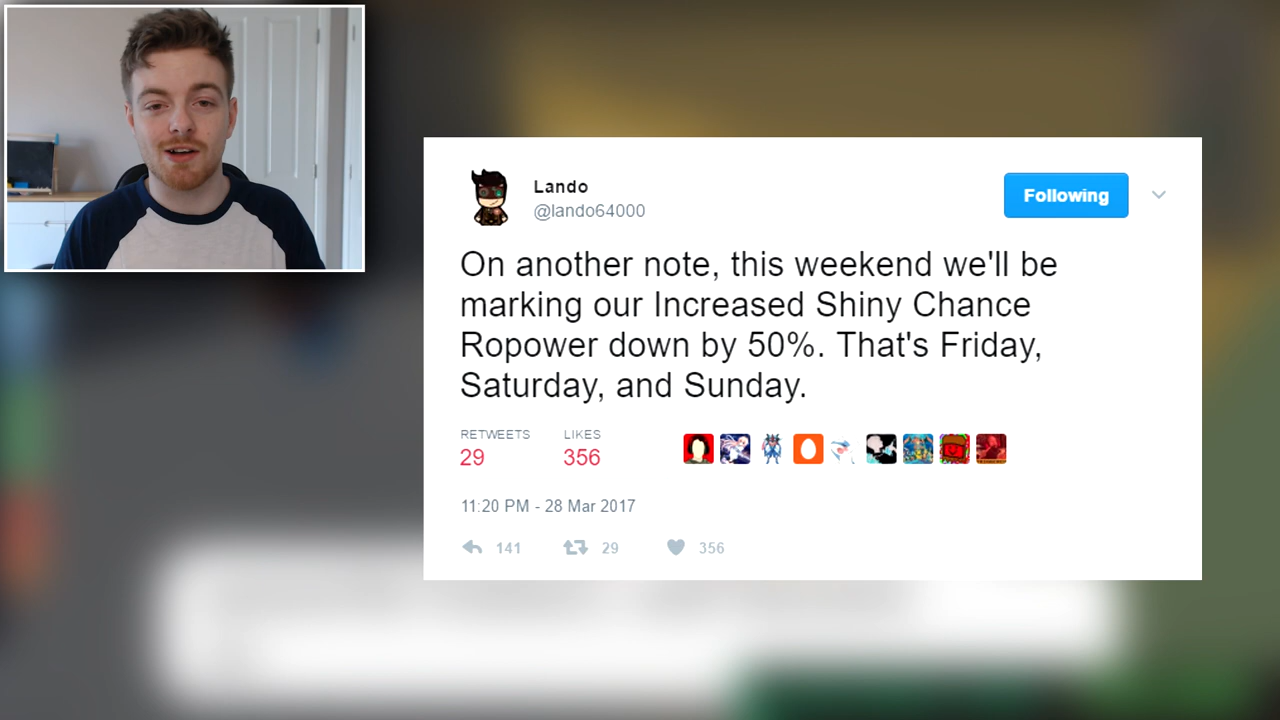 Lando
@lando64000
Following
On another note, this weekend we'll be
marking our Increased Shiny Chance
Ropower down by 50%. That's Friday,
Saturday, and Sunday.
RETWEETS LIKES
29 356
11:20 PM - 28 Mar 2017
141 29 356